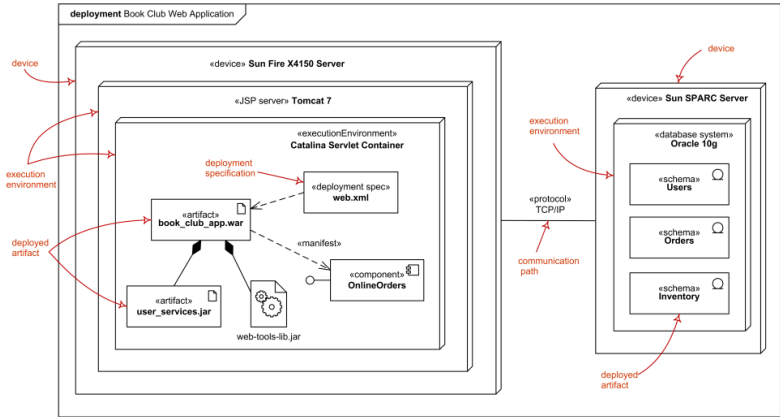 deployment Book Club Web Application
device
«device» Sun Fire X4150 Server
«JSP server» Tomcat 7
execution
environment
«executionEnvironment»
Catalina Servlet Container
deployment
specification
«deployment spec»
web.xml
«artifact»
book_club_app.war
deployed
artifact
«manifest»
«component»
OnlineOrders
«artifact»
user_services.jar
web-tools-lib.jar
«protocol»
TCP/IP
communication
path
device
«device» Sun SPARC Server
execution
environment
«database system»
Oracle 10g
«schema»
Users
«schema»
Orders
«schema»
Inventory
deployed
artifact